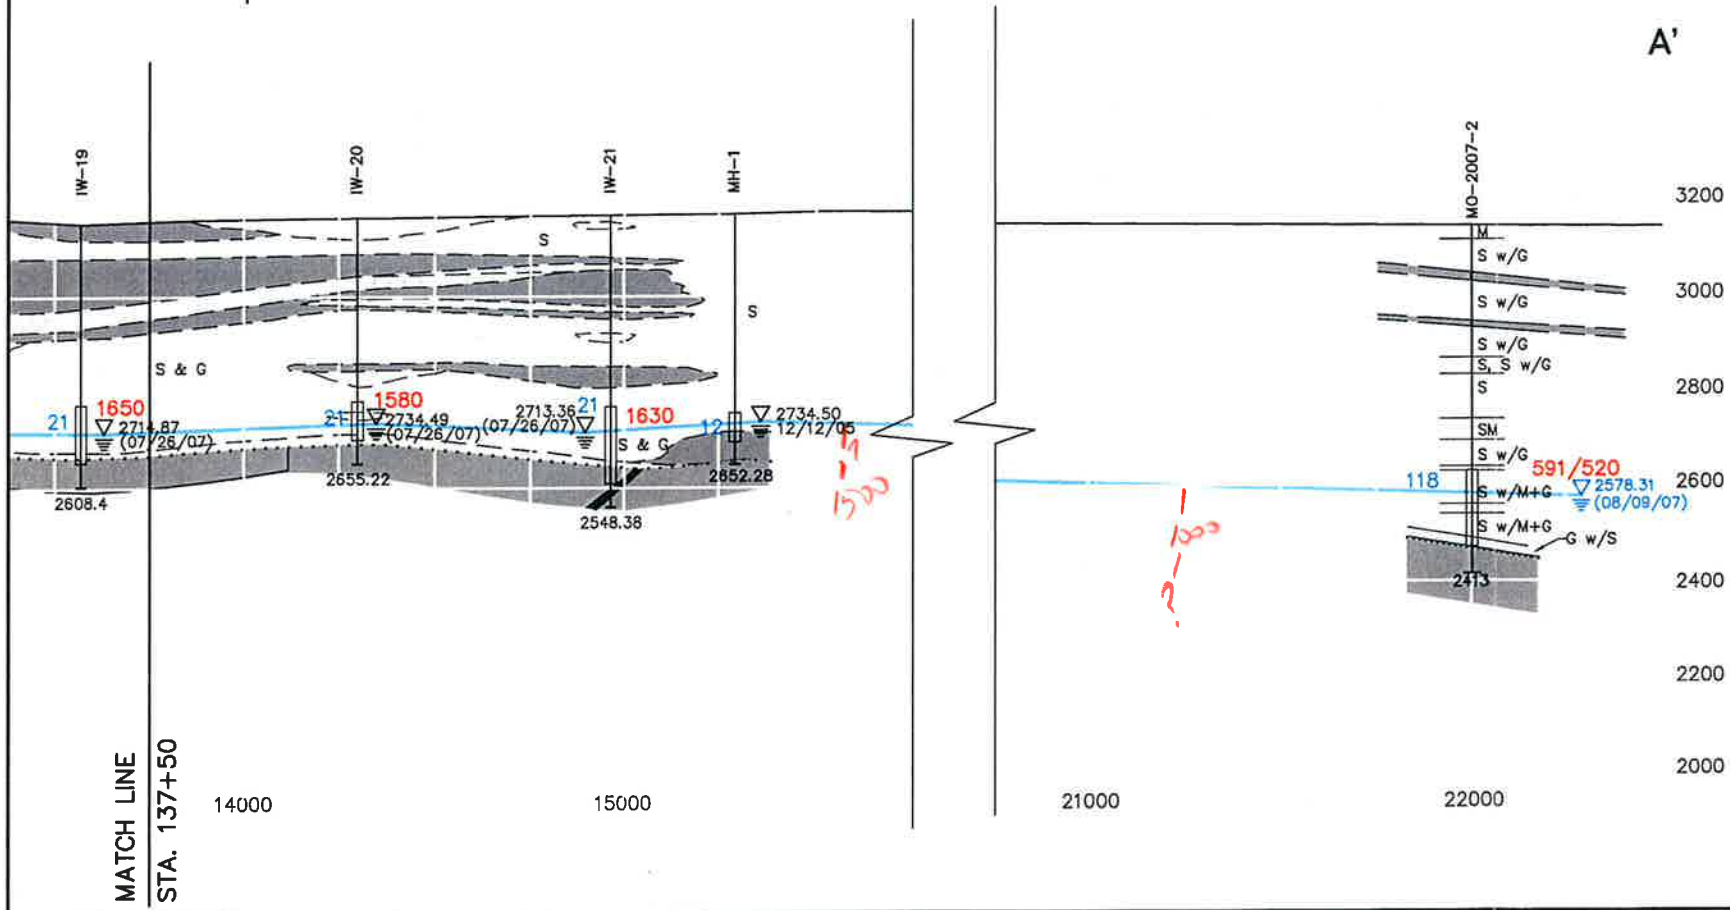 A'
IW-19
IW-20
IW-21
MH-1
MO-2007-2
3200
3000
2800
2600
2400
2200
2000
S
S
S & G
S & G
21
1650
2714.87
(07/26/07)
21
1580
2734.49
(07/26/07)
2713.36
(07/26/07)
21
1630
12
2734.50
12/12/05
1500
2608.4
2655.22
2548.38
2652.28
M
S w/G
S w/G
S w/G
S, S w/G
S
SM
S w/G
S w/M+G
S w/M+G
G w/S
118
591/520
2578.31
(08/09/07)
2413
1000
?
MATCH LINE
STA. 137+50
14000
15000
21000
22000